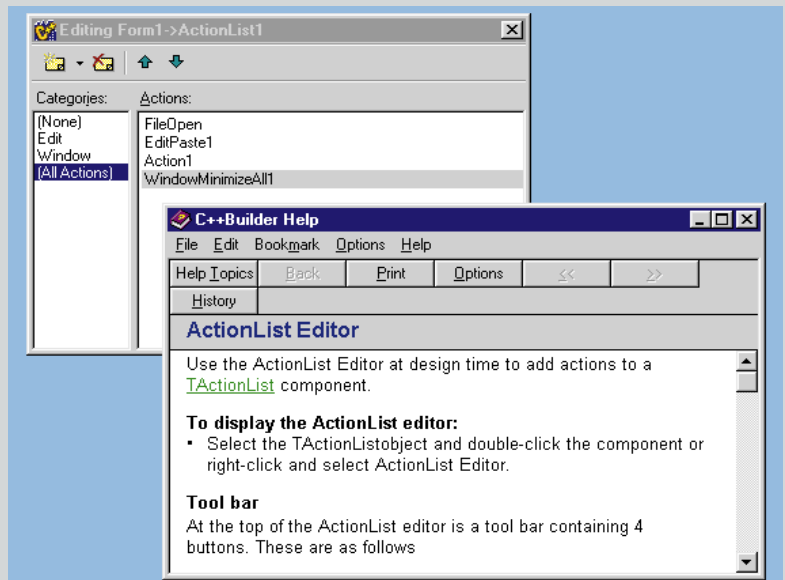 Editing Form1->ActionList1
Categories:
Actions:
(None)
Edit
Window
(All Actions)
FileOpen
EditPaste1
Action1
WindowMinimizeAll1
C++Builder Help
File Edit Bookmark Options Help
Help Topics Back Print Options << >>
History
ActionList Editor
Use the ActionList Editor at design time to add actions to a
TActionList component.
To display the ActionList editor:
• Select the TActionListobject and double-click the component or
right-click and select ActionList Editor.
Tool bar
At the top of the ActionList editor is a tool bar containing 4
buttons. These are as follows